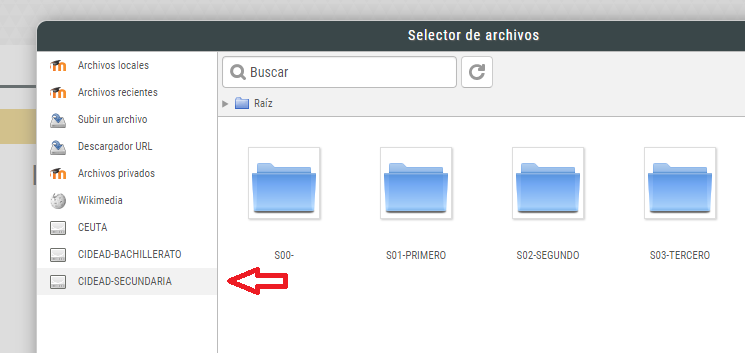 Selector de archivos
Archivos locales
Archivos recientes
Subir un archivo
Descargador URL
Archivos privados
Wikimedia
CEUTA
CIDEAD-BACHILLERATO
CIDEAD-SECUNDARIA
Buscar
Raíz
S00-
S01-PRIMERO
S02-SEGUNDO
S03-TERCERO